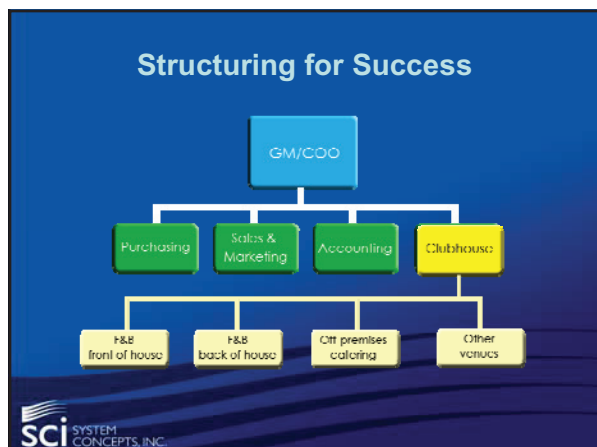 Structuring for Success
GM/COO
Purchasing
Sales &
Marketing
Accounting
Clubhouse
F&B
front of house
F&B
back of house
Off premises
catering
Other
venues
sci SYSTEM
CONCEPTS, INC.